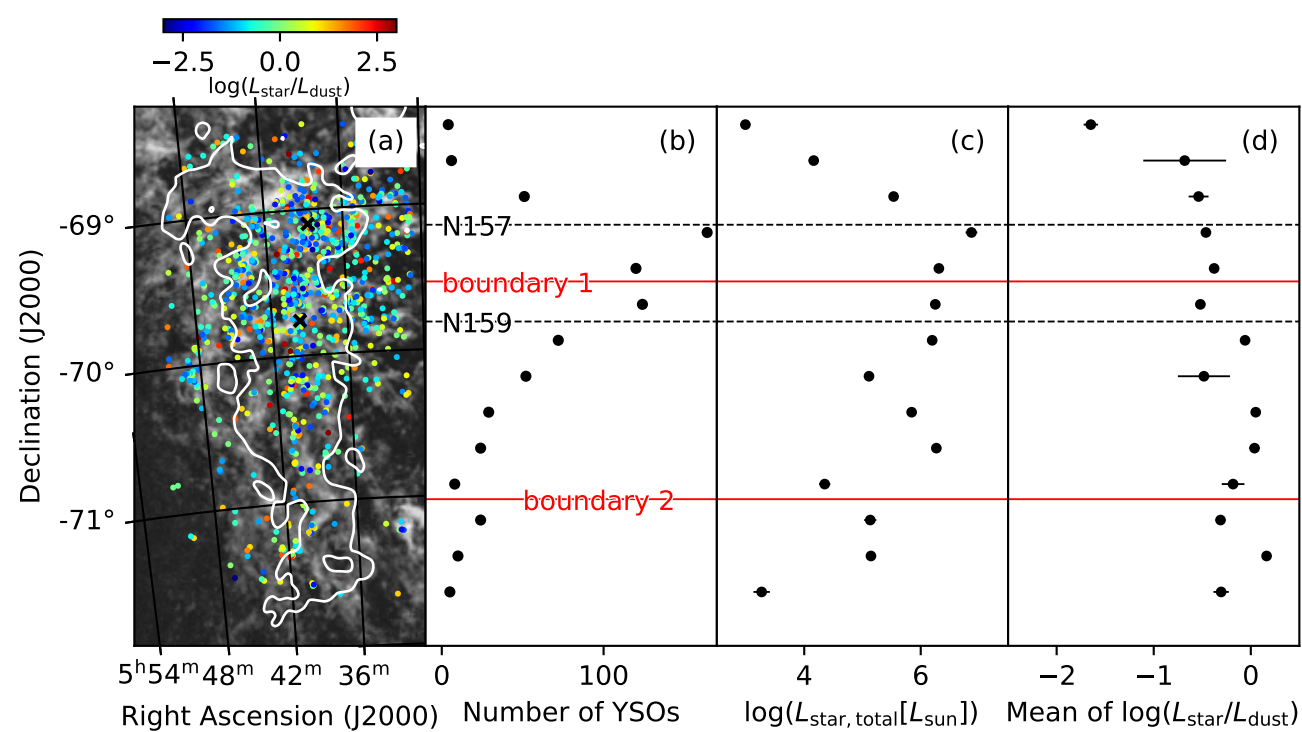 −2.5 0.0 2.5
log(L_star/L_dust)
(a) (b) (c) (d)
-69°
N157
boundary 1
N159
-70°
boundary 2
-71°
Declination (J2000)
5ʰ54ᵐ 48ᵐ 42ᵐ 36ᵐ 0 100 4 6 −2 −1 0
Right Ascension (J2000) Number of YSOs log(L_star, total[L_sun]) Mean of log(L_star/L_dust)